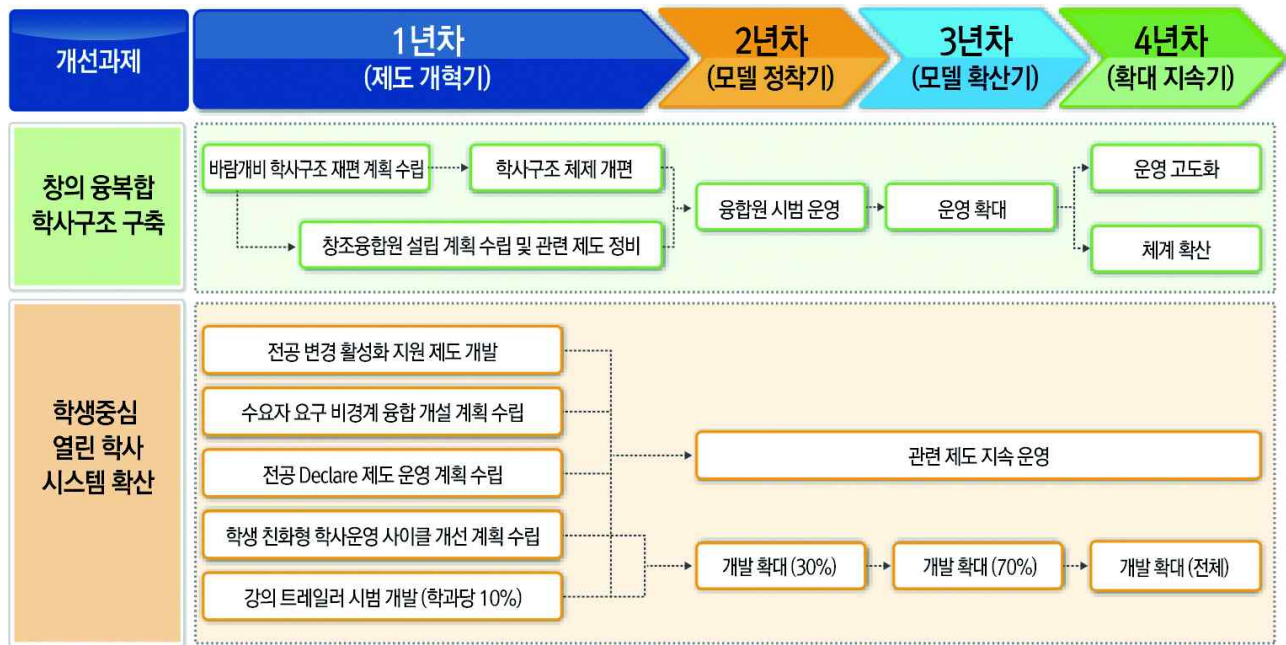 개선과제
1년차
(제도 개혁기)
2년차
(모델 정착기)
3년차
(모델 확산기)
4년차
(확대 지속기)
창의 융복합
학사구조 구축
바람개비 학사구조 재편 계획 수립
학사구조 체제 개편
창조융합원 설립 계획 수립 및 관련 제도 정비
융합원 시범 운영
운영 확대
운영 고도화
체계 확산
학생중심
열린 학사
시스템 확산
전공 변경 활성화 지원 제도 개발
수요자 요구 비경계 융합 개설 계획 수립
전공 Declare 제도 운영 계획 수립
학생 친화형 학사운영 사이클 개선 계획 수립
강의 트레일러 시범 개발 (학과당 10%)
관련 제도 지속 운영
개발 확대 (30%)
개발 확대 (70%)
개발 확대 (전체)